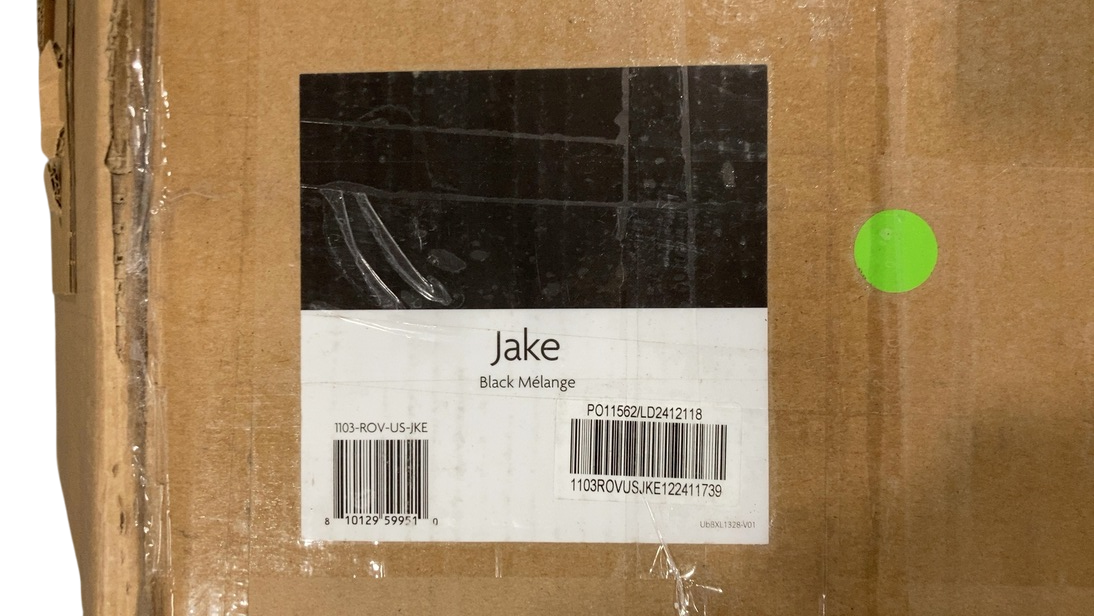 Jake
Black Mélange
PO11562/LD2412118
1103-ROV-US-JKE
1103ROVUSJKE122411739
8 10129 59951 0
UbBXL1328-V01